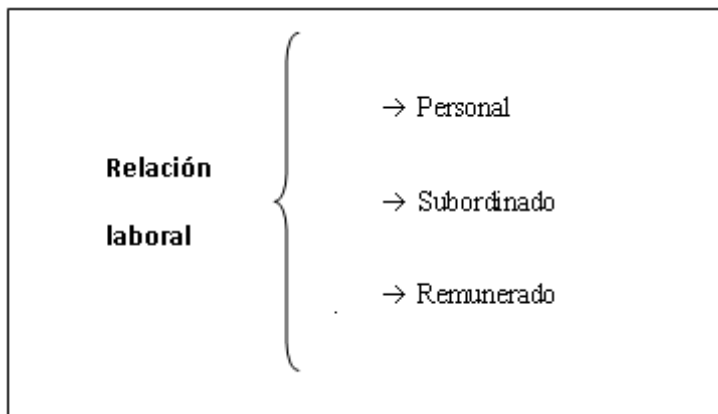 Relación
laboral
→ Personal
→ Subordinado
→ Remunerado